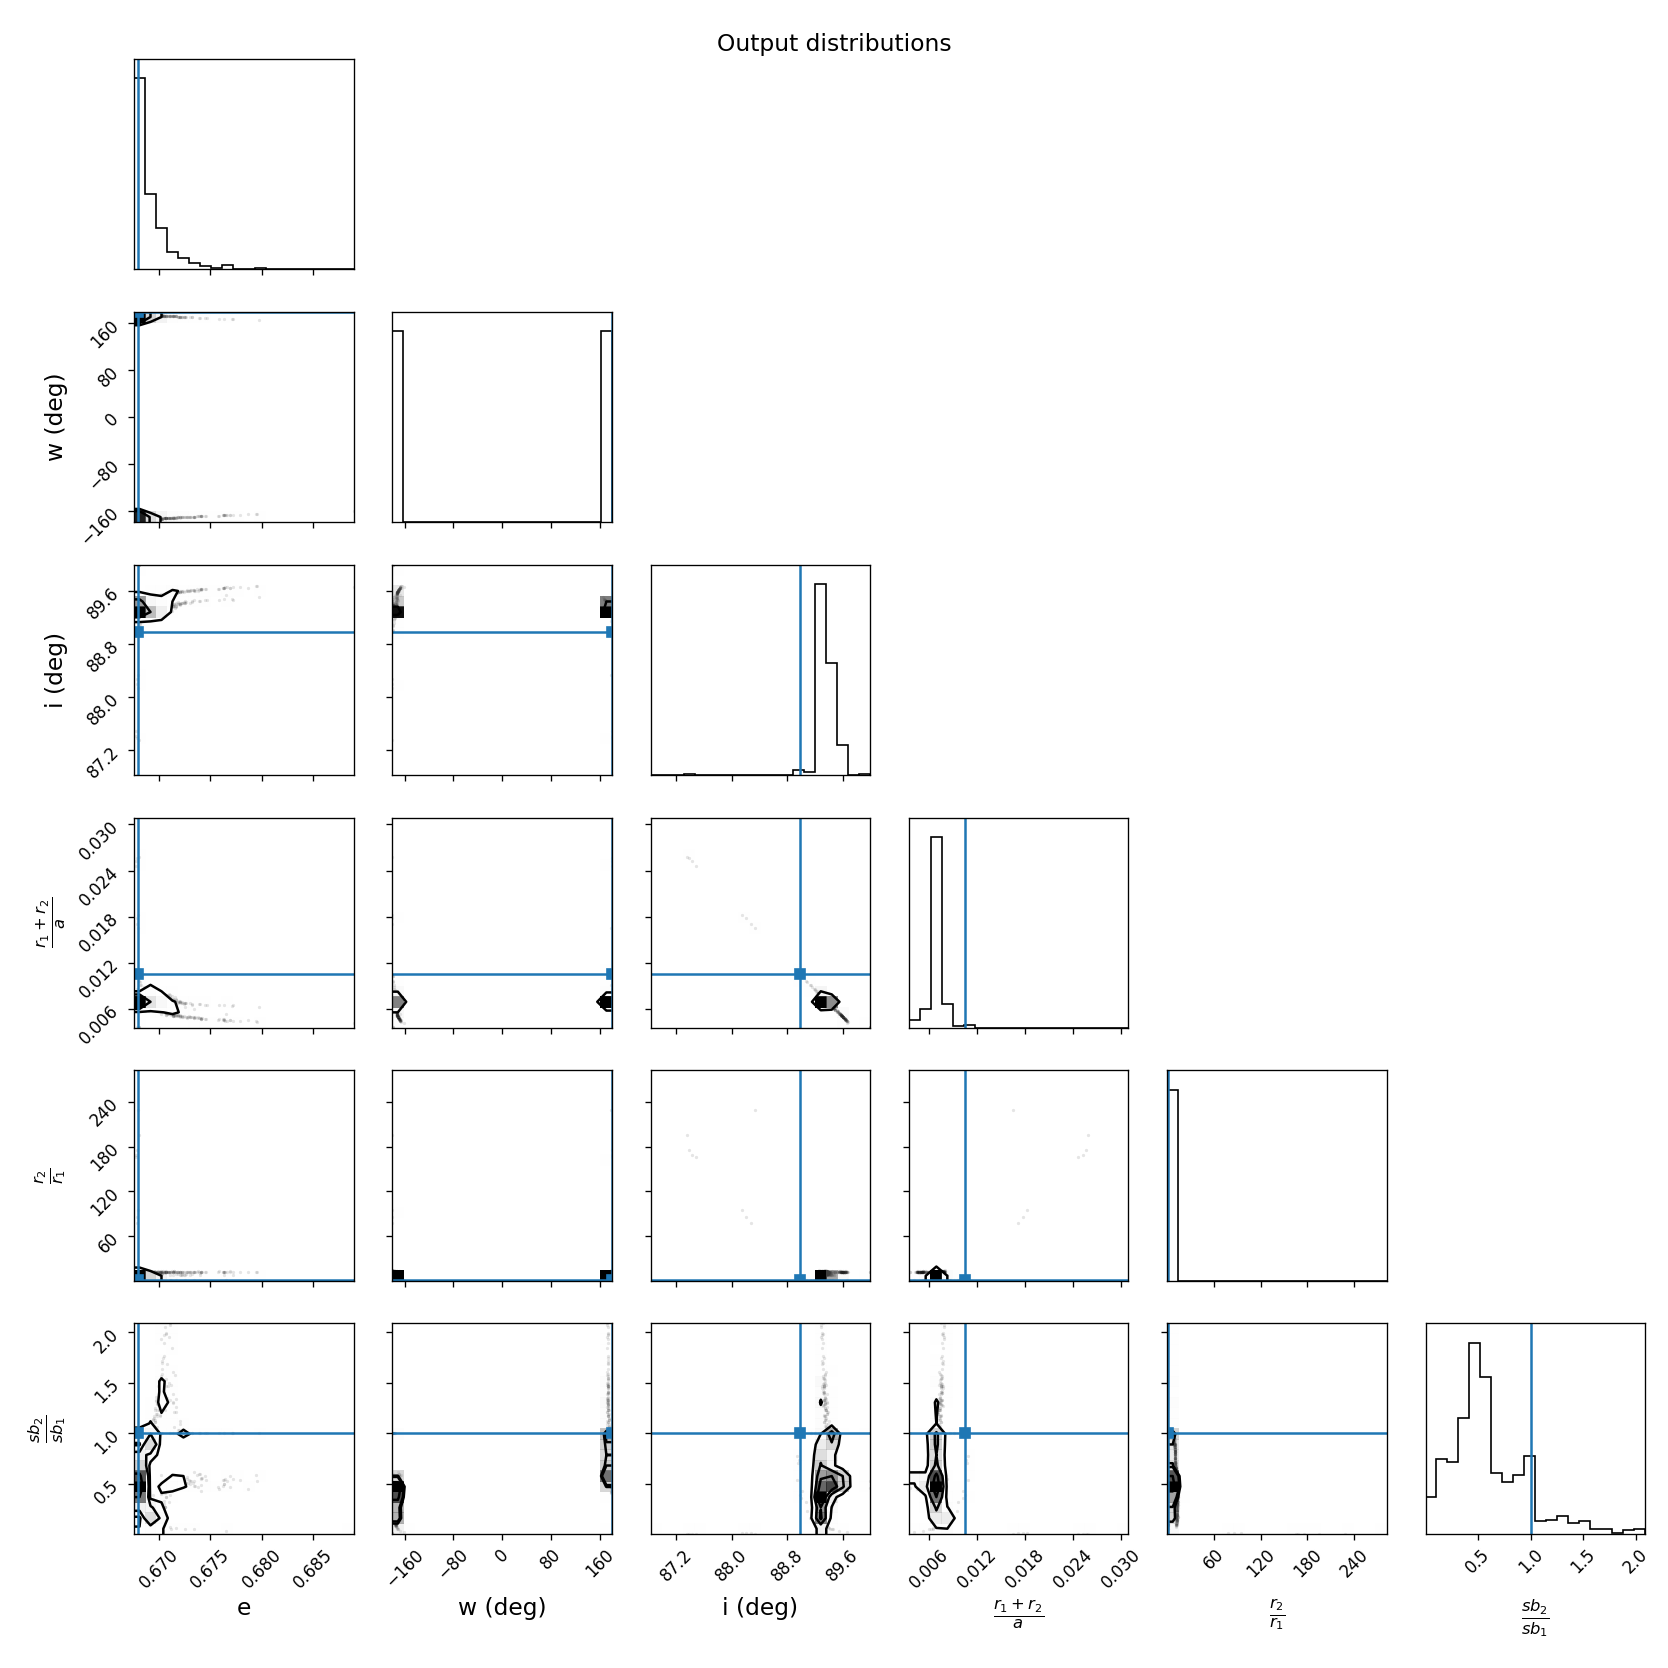 Output distributions
160
80
0
−80
−160
w (deg)
89.6
88.8
88.0
87.2
i (deg)
0.030
0.024
0.018
0.012
0.006
r₁ + r₂
a
240
180
120
60
r₂
r₁
2.0
1.5
1.0
0.5
sb₂
sb₁
0.670 0.675 0.680 0.685
−160 −80 0 80 160
87.2 88.0 88.8 89.6
0.006 0.012 0.018 0.024 0.030
60 120 180 240
0.5 1.0 1.5 2.0
e
w (deg)
i (deg)
r₁ + r₂
a
r₂
r₁
sb₂
sb₁